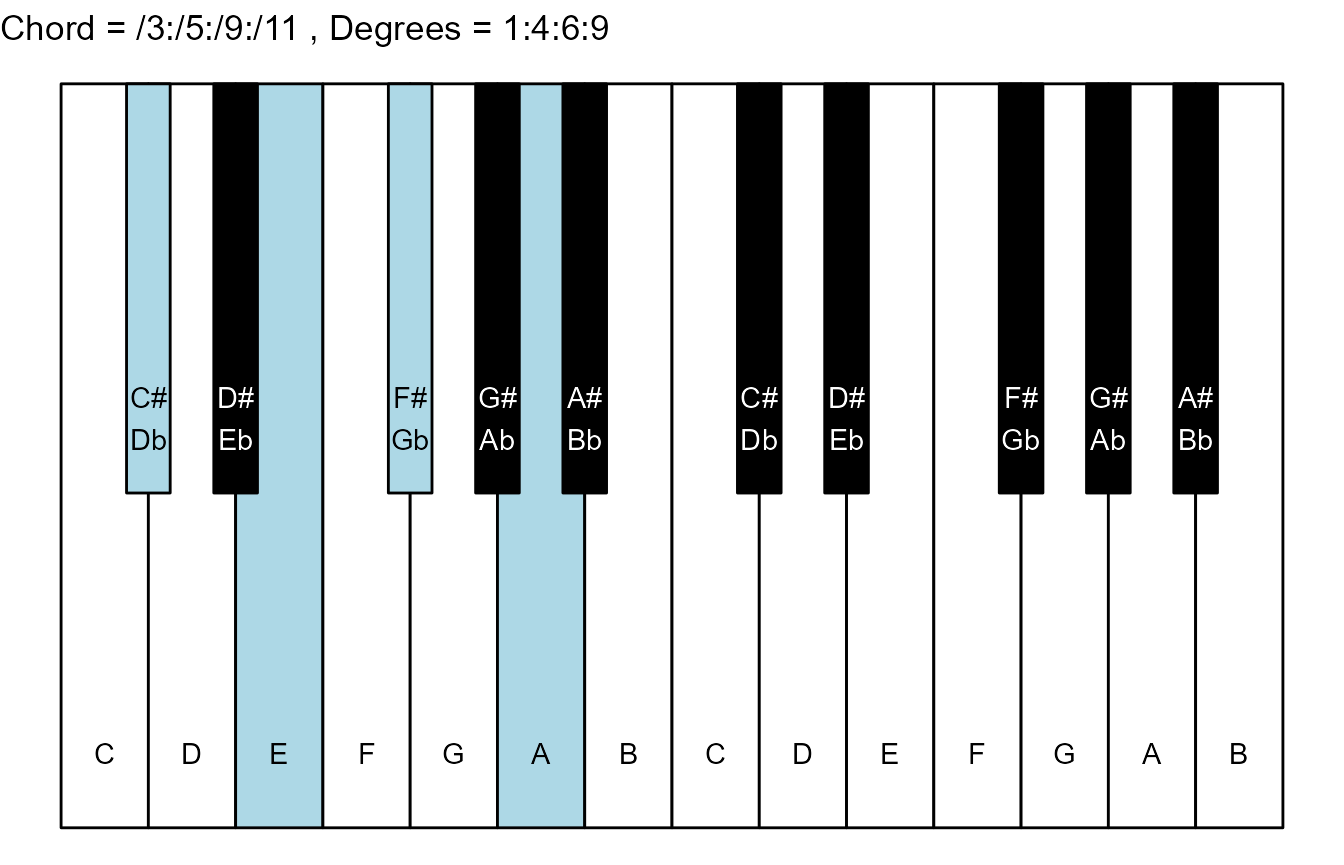 Chord = /3:/5:/9:/11 , Degrees = 1:4:6:9
C# D# F# G# A# C# D# F# G# A#
Db Eb Gb Ab Bb Db Eb Gb Ab Bb
C D E F G A B C D E F G A B